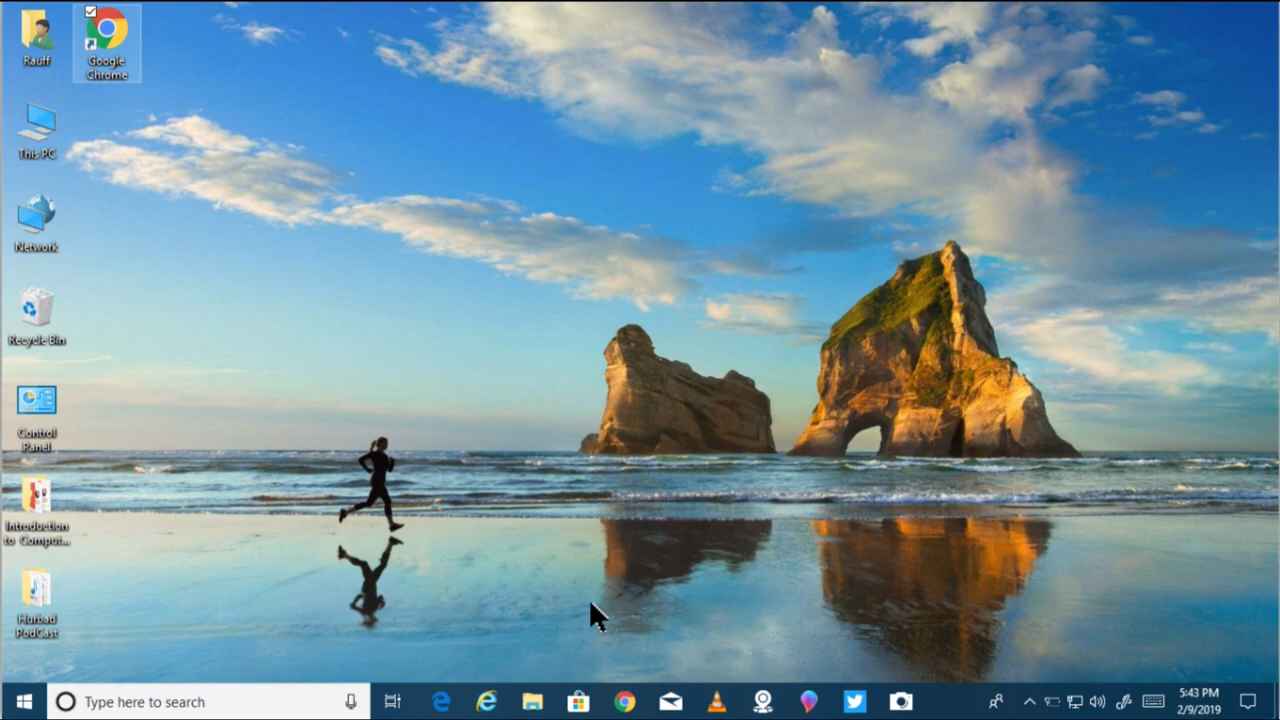 Rauff
Google
Chrome
This PC
Network
Recycle Bin
Control
Panel
Introduction
to Comput...
Hurbad
PodCast
Type here to search
5:43 PM
2/9/2019